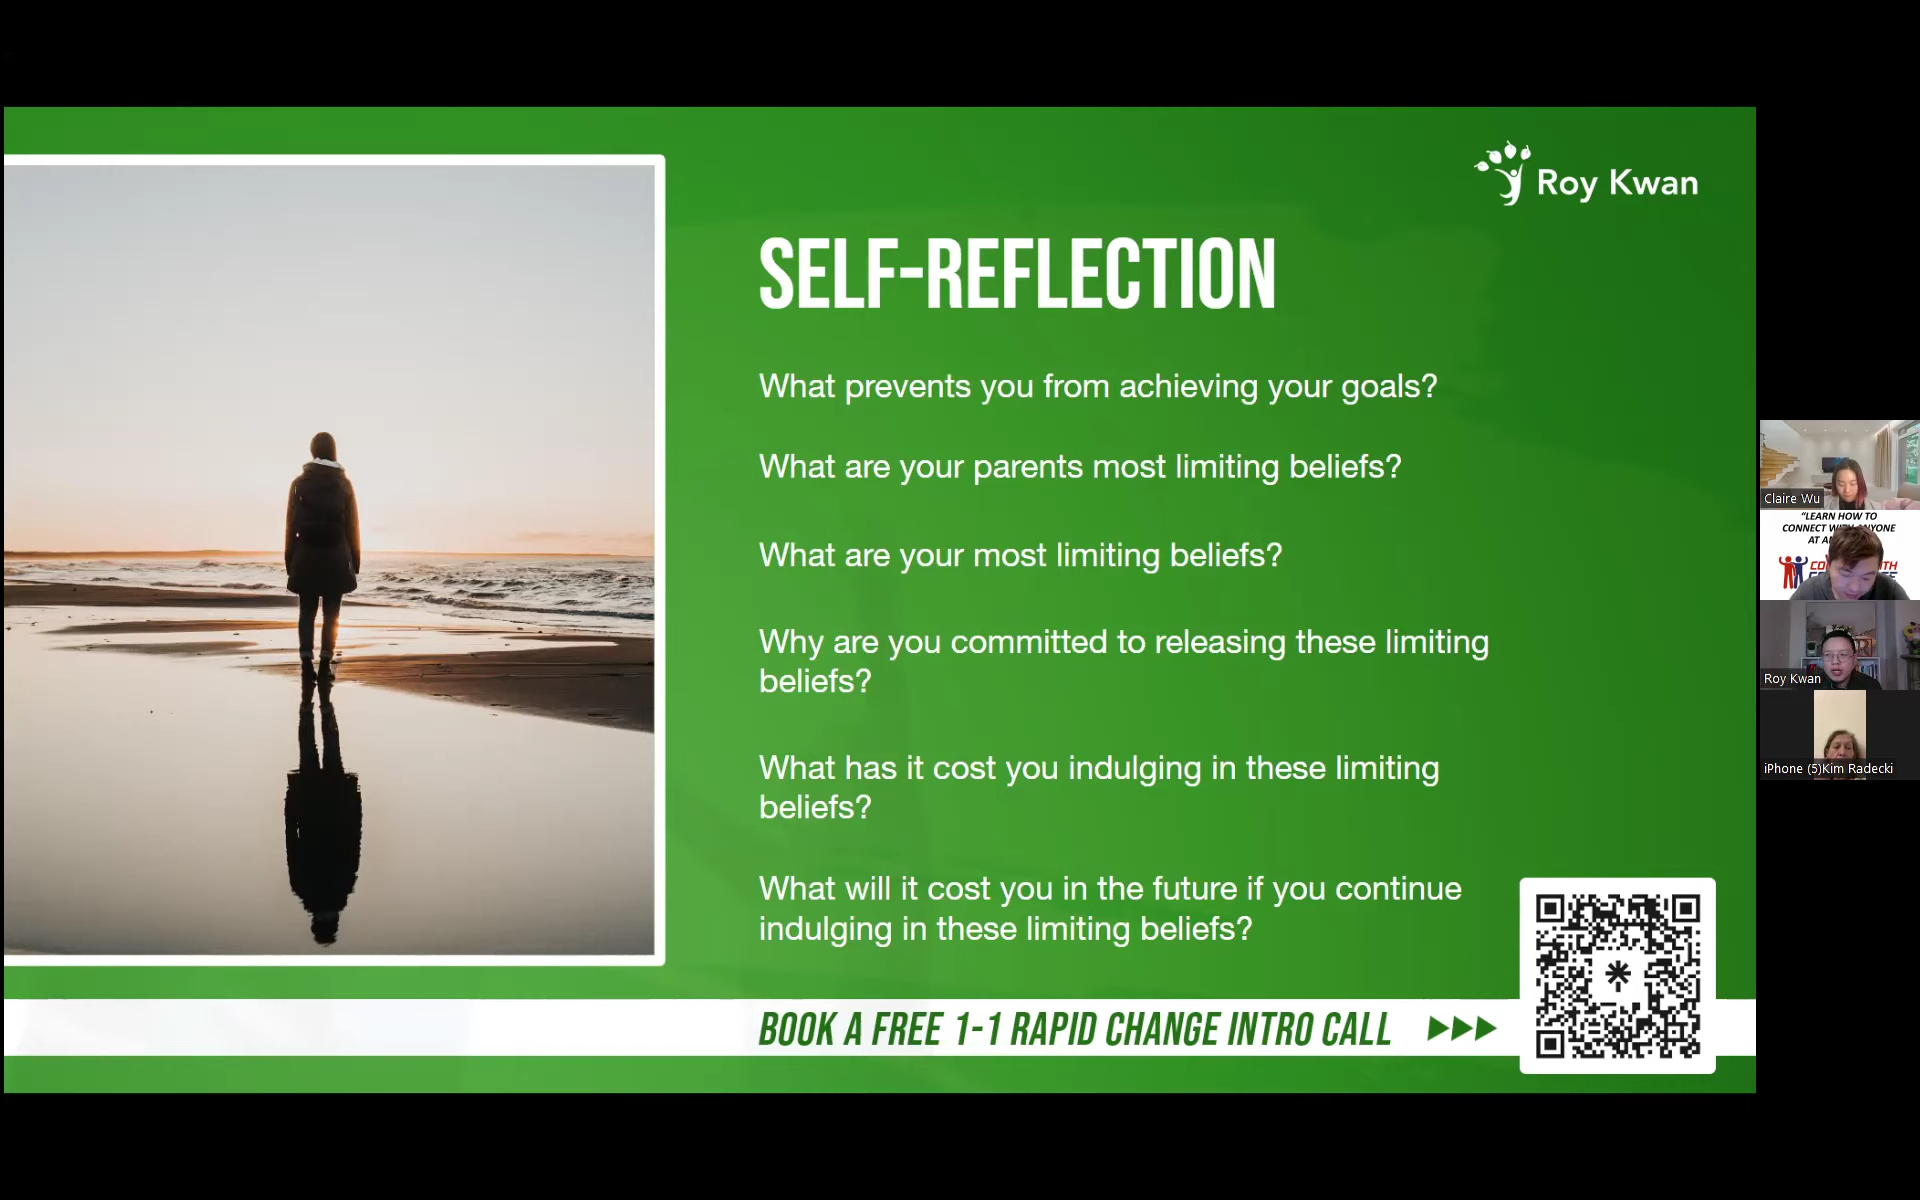 Roy Kwan
SELF-REFLECTION
What prevents you from achieving your goals?
What are your parents most limiting beliefs?
What are your most limiting beliefs?
Why are you committed to releasing these limiting
beliefs?
What has it cost you indulging in these limiting
beliefs?
What will it cost you in the future if you continue
indulging in these limiting beliefs?
BOOK A FREE 1-1 RAPID CHANGE INTRO CALL
Claire Wu
"LEARN HOW TO
CONNECT
AT
Roy Kwan
iPhone (5)Kim Radecki